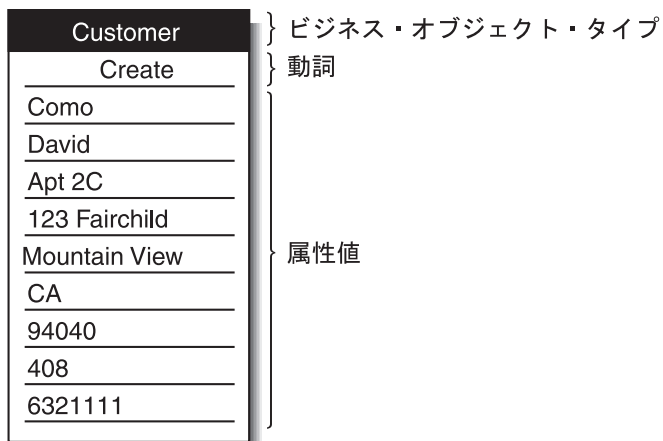 Customer
ビジネス・オブジェクト・タイプ
Create
動詞
Como
David
Apt 2C
123 Fairchild
Mountain View
属性値
CA
94040
408
6321111